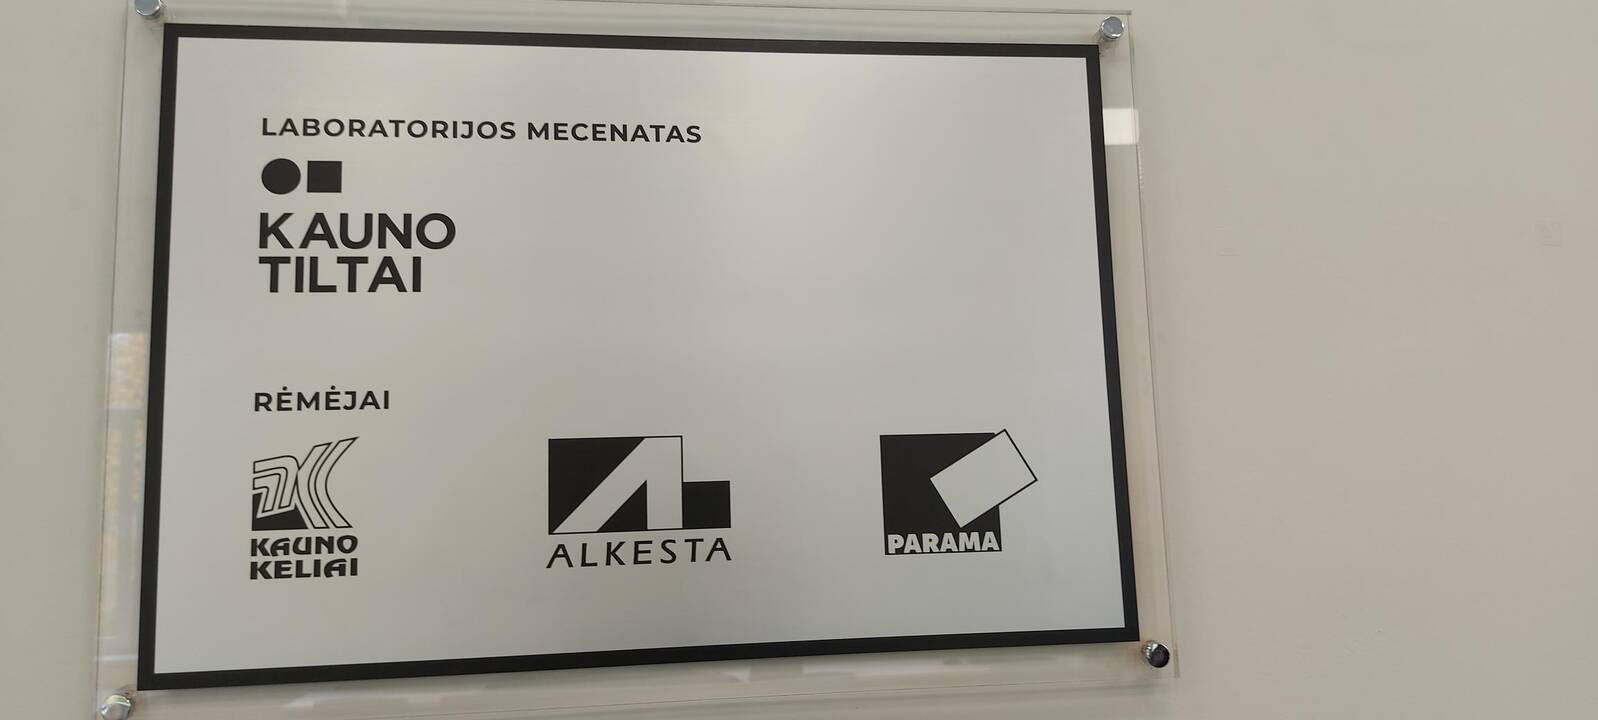 LABORATORIJOS MECENATAS
KAUNO
TILTAI
RĖMĖJAI
KAUNO
KELIAI
ALKESTA
PARAMA